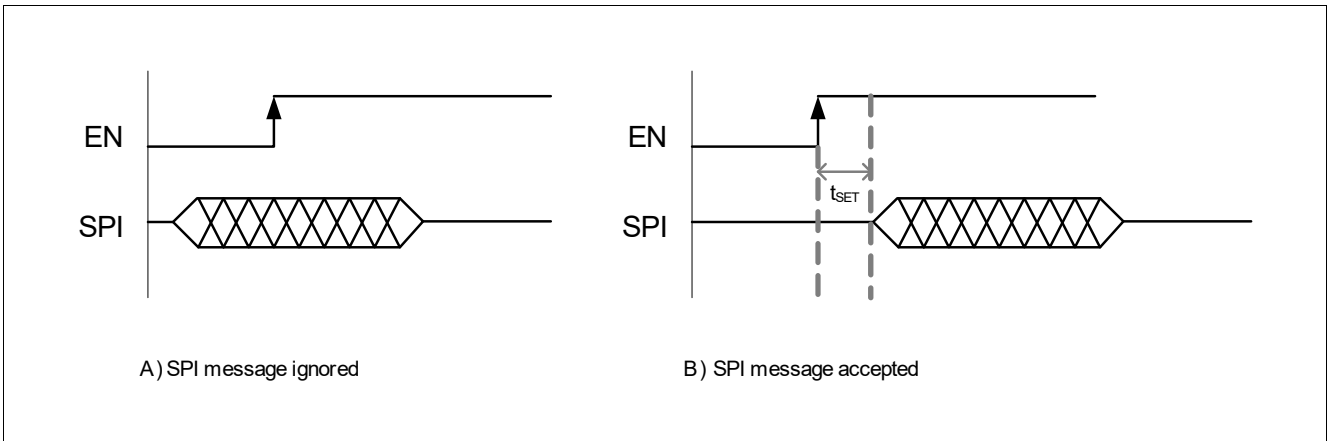 EN
SPI
A) SPI message ignored
EN
tSET
SPI
B) SPI message accepted